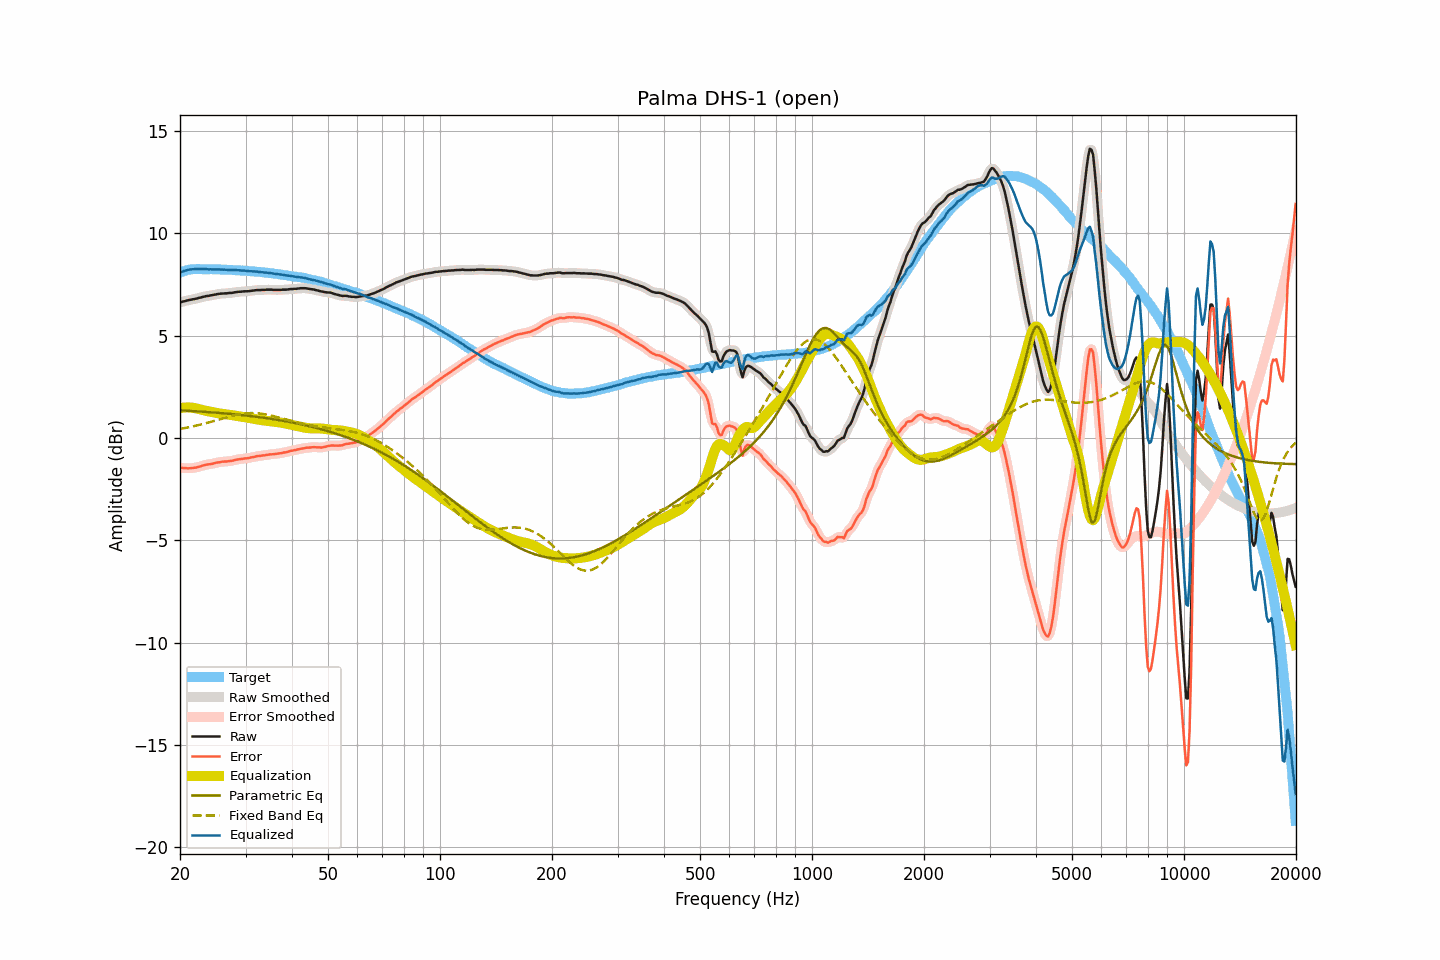 Palma DHS-1 (open)
15
10
5
0
−5
−10
−15
−20
Amplitude (dBr)
Target
Raw Smoothed
Error Smoothed
Raw
Error
Equalization
Parametric Eq
Fixed Band Eq
Equalized
20 50 100 200 500 1000 2000 5000 10000 20000
Frequency (Hz)